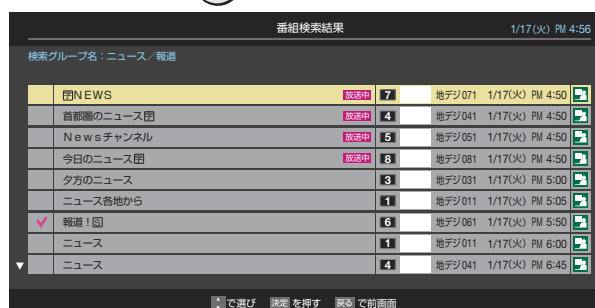 番組検索結果 1/17(火) PM 4:56
検索グループ名：ニュース／報道
🈑NEWS 放送中 7 地デジ071 1/17(火) PM 4:50
首都圏のニュース🈑 放送中 4 地デジ041 1/17(火) PM 4:50
Newsチャンネル 放送中 5 地デジ051 1/17(火) PM 4:50
今日のニュース🈑 放送中 8 地デジ081 1/17(火) PM 4:50
夕方のニュース 3 地デジ031 1/17(火) PM 5:00
ニュース各地から 1 地デジ011 1/17(火) PM 5:05
報道！🅂 6 地デジ061 1/17(火) PM 5:50
ニュース 1 地デジ011 1/17(火) PM 6:00
ニュース 4 地デジ041 1/17(火) PM 6:45
で選び 決定 を押す 戻る で前画面